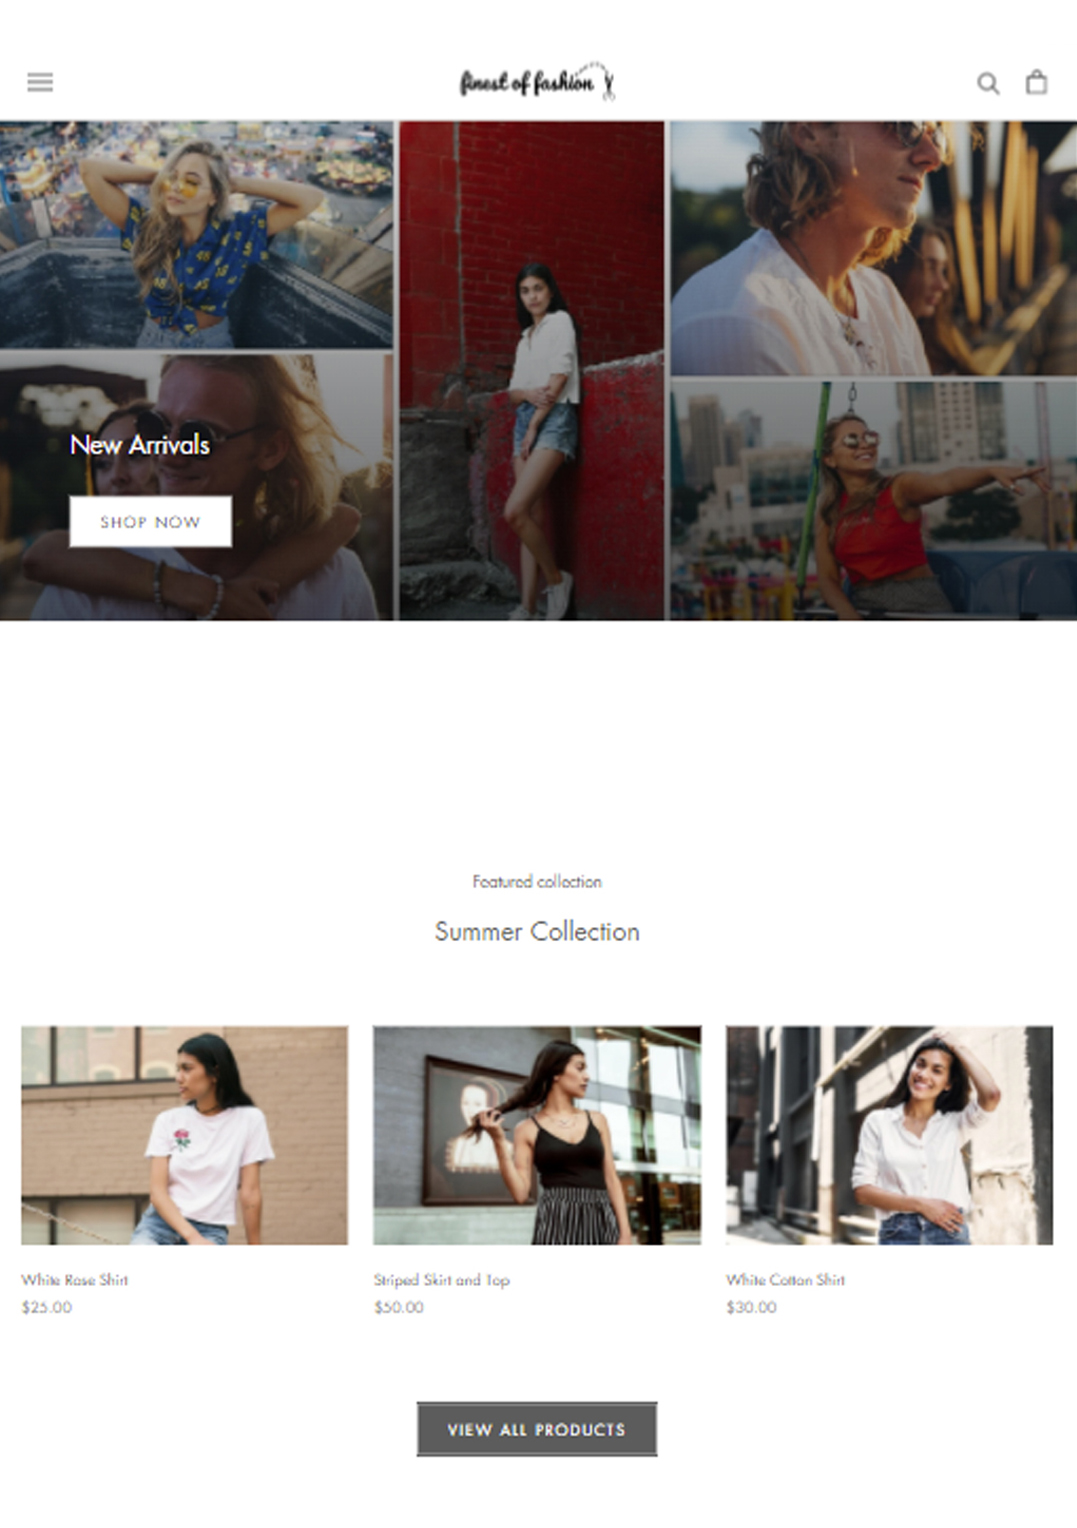 finest of fashion
New Arrivals
SHOP NOW
Featured collection
Summer Collection
White Rose Shirt
$25.00
Striped Skirt and Top
$50.00
White Cotton Shirt
$30.00
VIEW ALL PRODUCTS